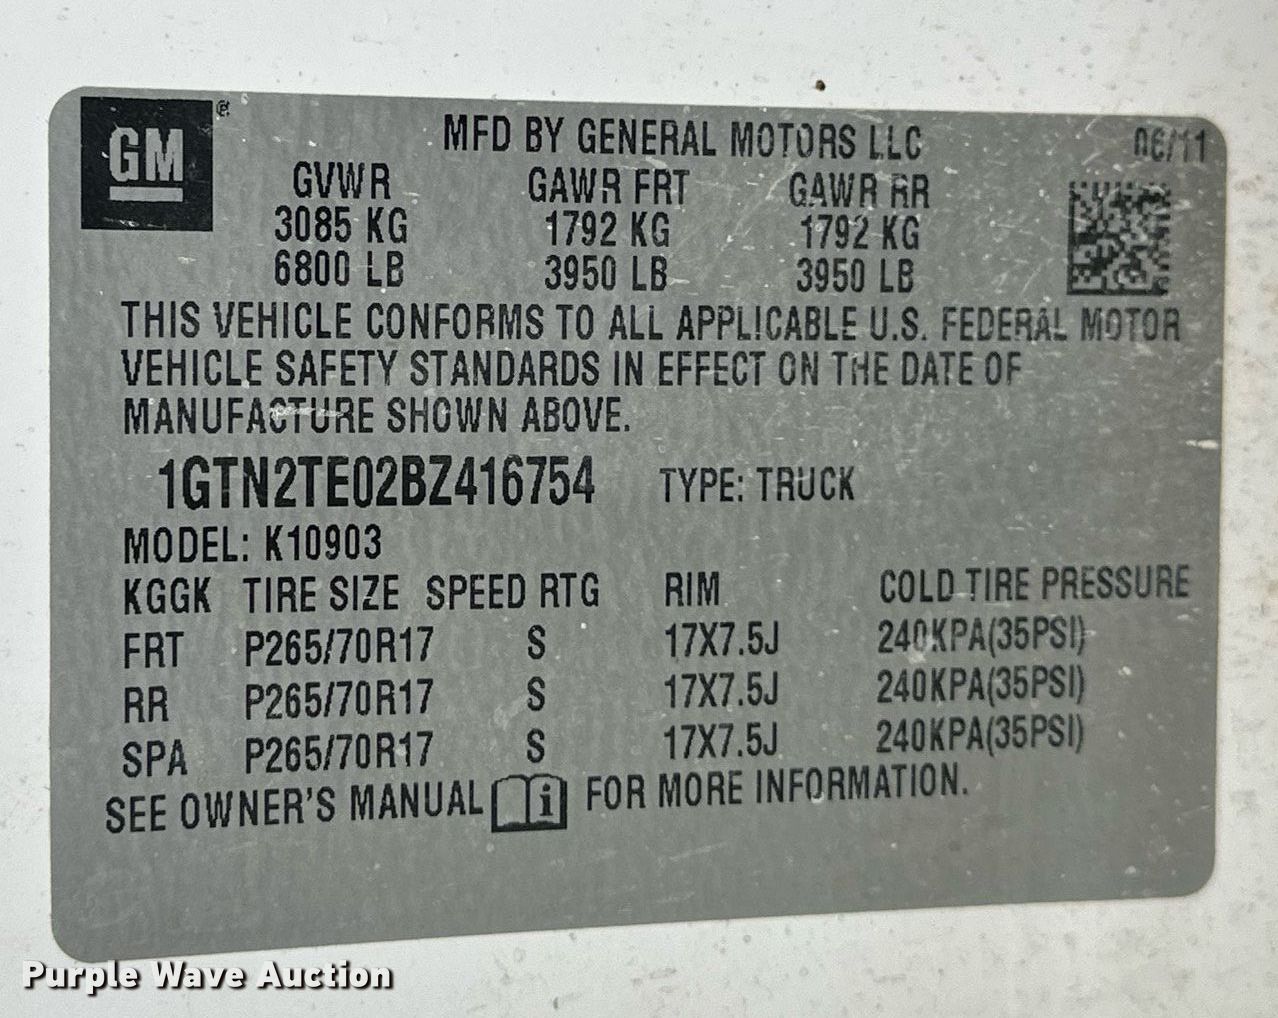 GM ®
MFD BY GENERAL MOTORS LLC 06/11
GVWR GAWR FRT GAWR RR
3085 KG 1792 KG 1792 KG
6800 LB 3950 LB 3950 LB
THIS VEHICLE CONFORMS TO ALL APPLICABLE U.S. FEDERAL MOTOR
VEHICLE SAFETY STANDARDS IN EFFECT ON THE DATE OF
MANUFACTURE SHOWN ABOVE.
1GTN2TE02BZ416754 TYPE: TRUCK
MODEL: K10903
KGGK TIRE SIZE SPEED RTG RIM COLD TIRE PRESSURE
FRT P265/70R17 S 17X7.5J 240KPA(35PSI)
RR P265/70R17 S 17X7.5J 240KPA(35PSI)
SPA P265/70R17 S 17X7.5J 240KPA(35PSI)
SEE OWNER'S MANUAL i FOR MORE INFORMATION.
Purple Wave Auction